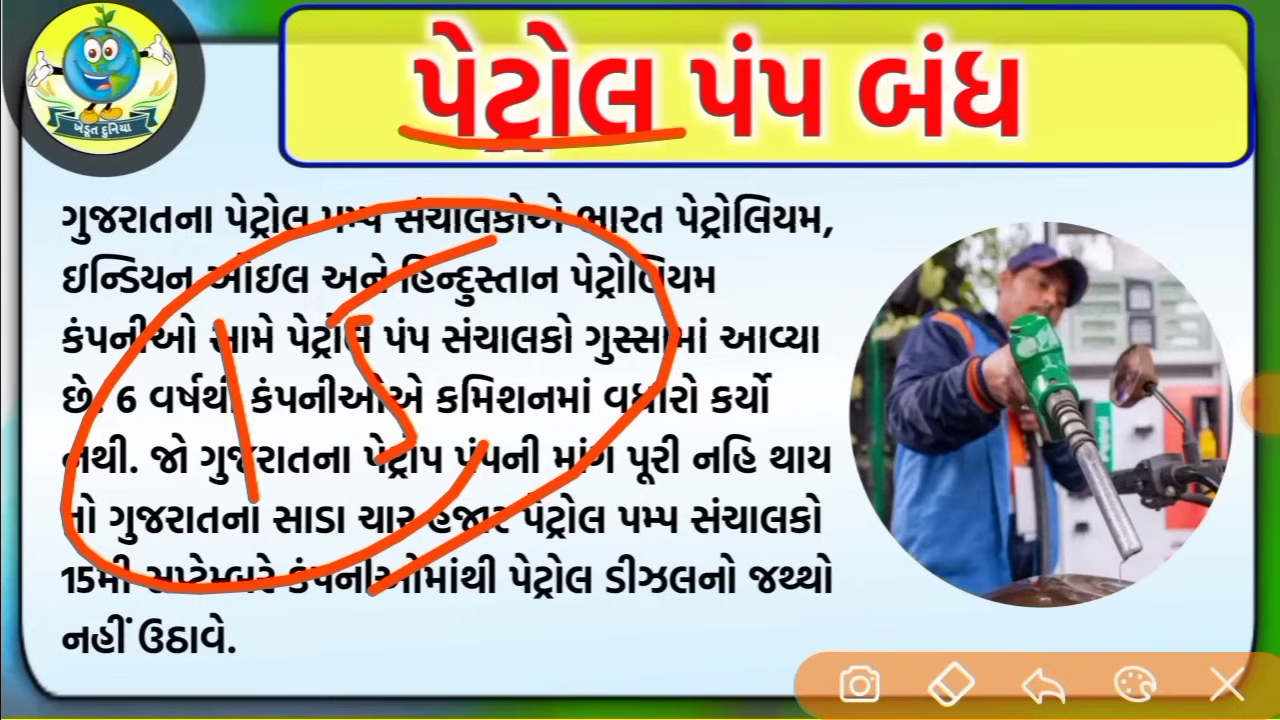 ખેડૂત દુનિયા
પેટ્રોલ પંપ બંધ
ગુજરાતના પેટ્રોલ પમ્પ સંચાલકોએ ભારત પેટ્રોલિયમ,
ઇન્ડિયન ઓઇલ અને હિન્દુસ્તાન પેટ્રોલિયમ
કંપનીઓ સામે પેટ્રોલ પંપ સંચાલકો ગુસ્સામાં આવ્યા
છે. 6 વર્ષથી કંપનીઓએ કમિશનમાં વધારો કર્યો
નથી. જો ગુજરાતના પેટ્રોપ પંપની માંગ પૂરી નહિ થાય
તો ગુજરાતના સાડા ચાર હજાર પેટ્રોલ પમ્પ સંચાલકો
15મી સપ્ટેમ્બરે કંપનીઓમાંથી પેટ્રોલ ડીઝલનો જથ્થો
નહીં ઉઠાવે.
15